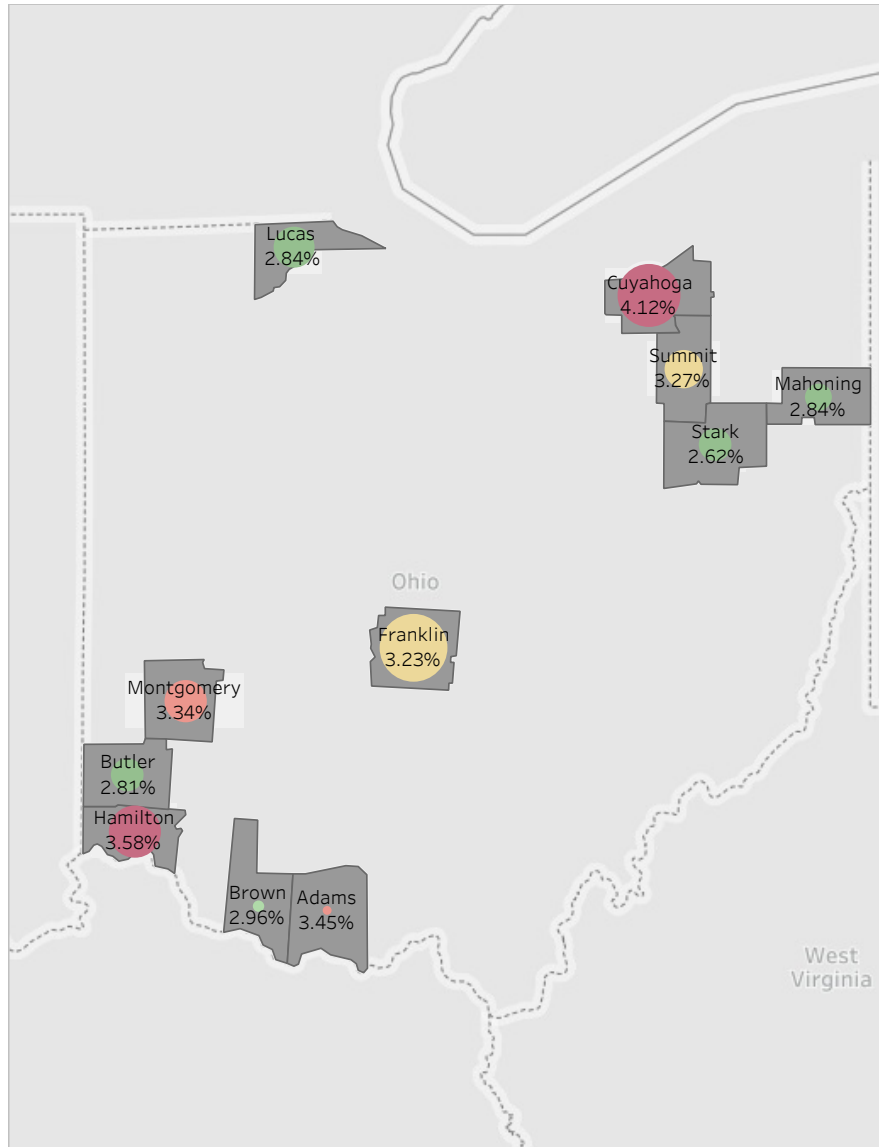 Lucas
2.84%
Cuyahoga
4.12%
Summit
3.27%
Mahoning
2.84%
Stark
2.62%
Ohio
Franklin
3.23%
Montgomery
3.34%
Butler
2.81%
Hamilton
3.58%
Brown
2.96%
Adams
3.45%
West
Virginia